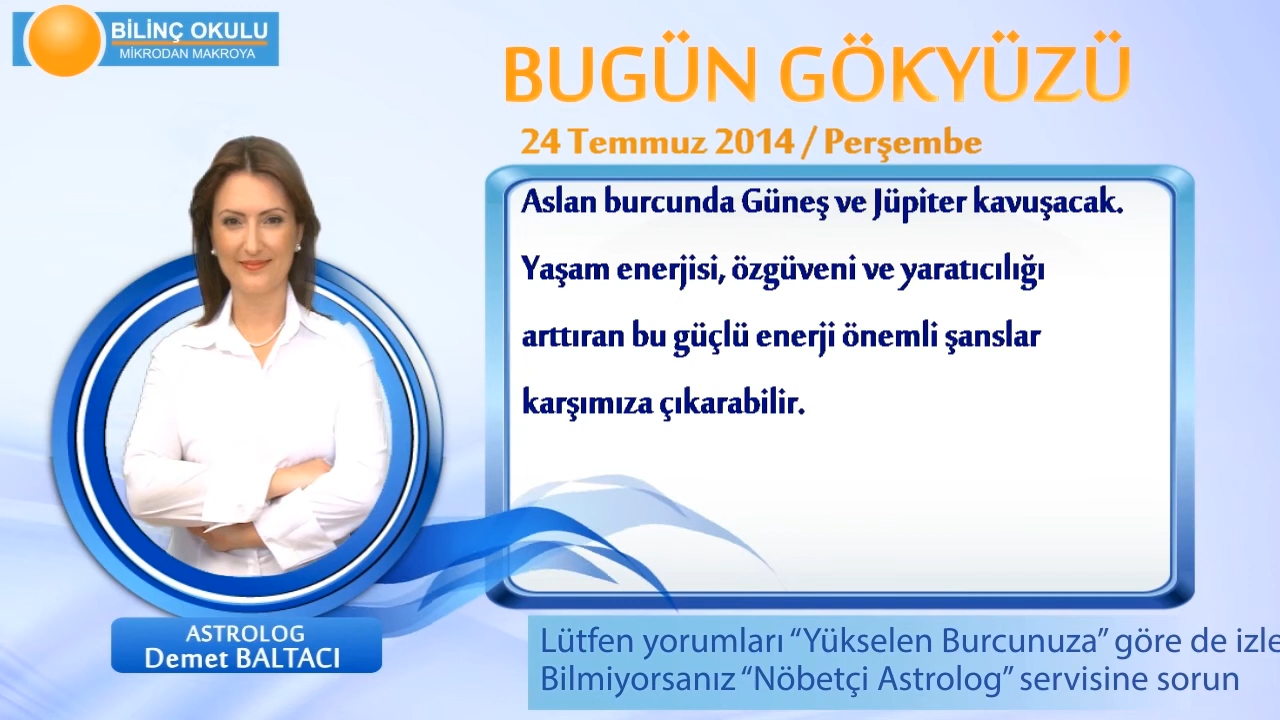 BİLİNÇ OKULU
MİKRODAN MAKROYA
BUGÜN GÖKYÜZÜ
24 Temmuz 2014 / Perşembe
Aslan burcunda Güneş ve Jüpiter kavuşacak.
Yaşam enerjisi, özgüveni ve yaratıcılığı
arttıran bu güçlü enerji önemli şanslar
karşımıza çıkarabilir.
ASTROLOG
Demet BALTACI
Lütfen yorumları “Yükselen Burcunuza” göre de izle
Bilmiyorsanız “Nöbetçi Astrolog” servisine sorun